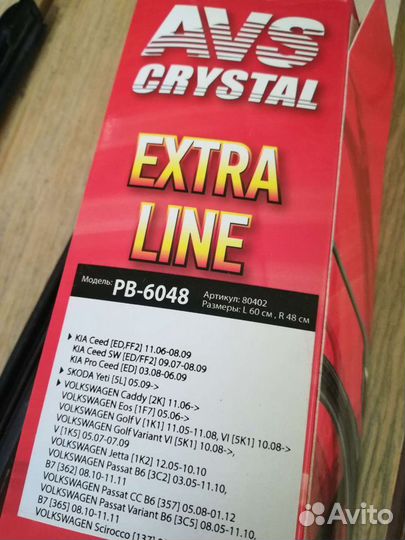 AVS
CRYSTAL
EXTRA
LINE
Модель: PB-6048 Артикул: 80402
Размеры: L 60 см , R 48 см
KIA Ceed [ED,FF2] 11.06-08.09
KIA Ceed SW [ED/FF2] 09.07-08.09
KIA Pro Ceed [ED] 03.08-06.09
SKODA Yeti [5L] 05.09->
VOLKSWAGEN Caddy [2K] 11.06->
VOLKSWAGEN Eos [1F7] 05.06->
VOLKSWAGEN Golf V [1K1] 11.05-11.08, VI [5K1] 10.08->
VOLKSWAGEN Golf Variant VI [5K1] 10.08->,
V [1K5] 05.07-07.09
VOLKSWAGEN Jetta [1K2] 12.05-10.10
VOLKSWAGEN Passat B6 [3C2] 03.05-11.10,
B7 [362] 08.10-11.11
VOLKSWAGEN Passat CC B6 [357] 05.08-01.12
VOLKSWAGEN Passat Variant B6 [3C5] 08.05-11.10,
B7 [365] 08.10-11.11
VOLKSWAGEN Scirocco [137]
Avito